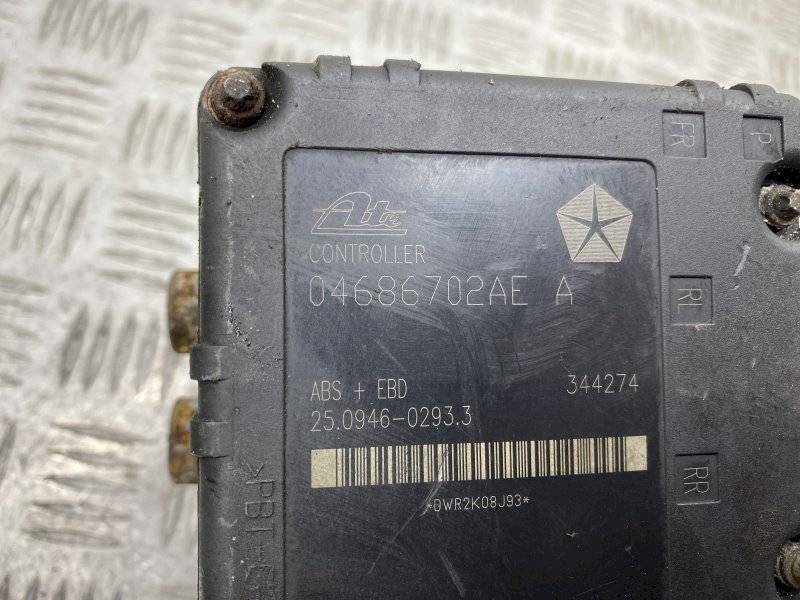 Ate
CONTROLLER
04686702AE A
ABS + EBD 344274
25.0946-0293.3
*DWR2K08J93*
FR
P
RL
RR